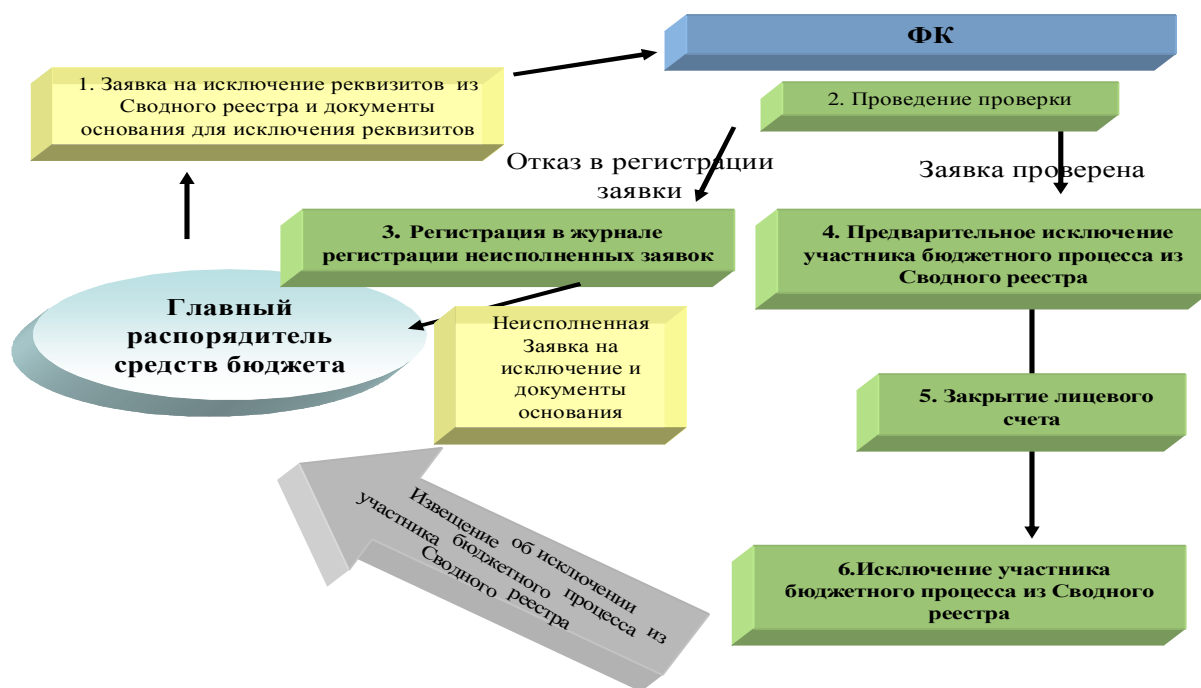 ФК
1. Заявка на исключение реквизитов из
Сводного реестра и документы
основания для исключения реквизитов
2. Проведение проверки
Отказ в регистрации
заявки
Заявка проверена
3. Регистрация в журнале
регистрации неисполненных заявок
4. Предварительное исключение
участника бюджетного процесса из
Сводного реестра
Главный
распорядитель
средств бюджета
Неисполненная
Заявка на
исключение и
документы
основания
5. Закрытие лицевого
счета
Извещение об исключении
участника бюджетного процесса из
Сводного реестра
6.Исключение участника
бюджетного процесса из Сводного
реестра